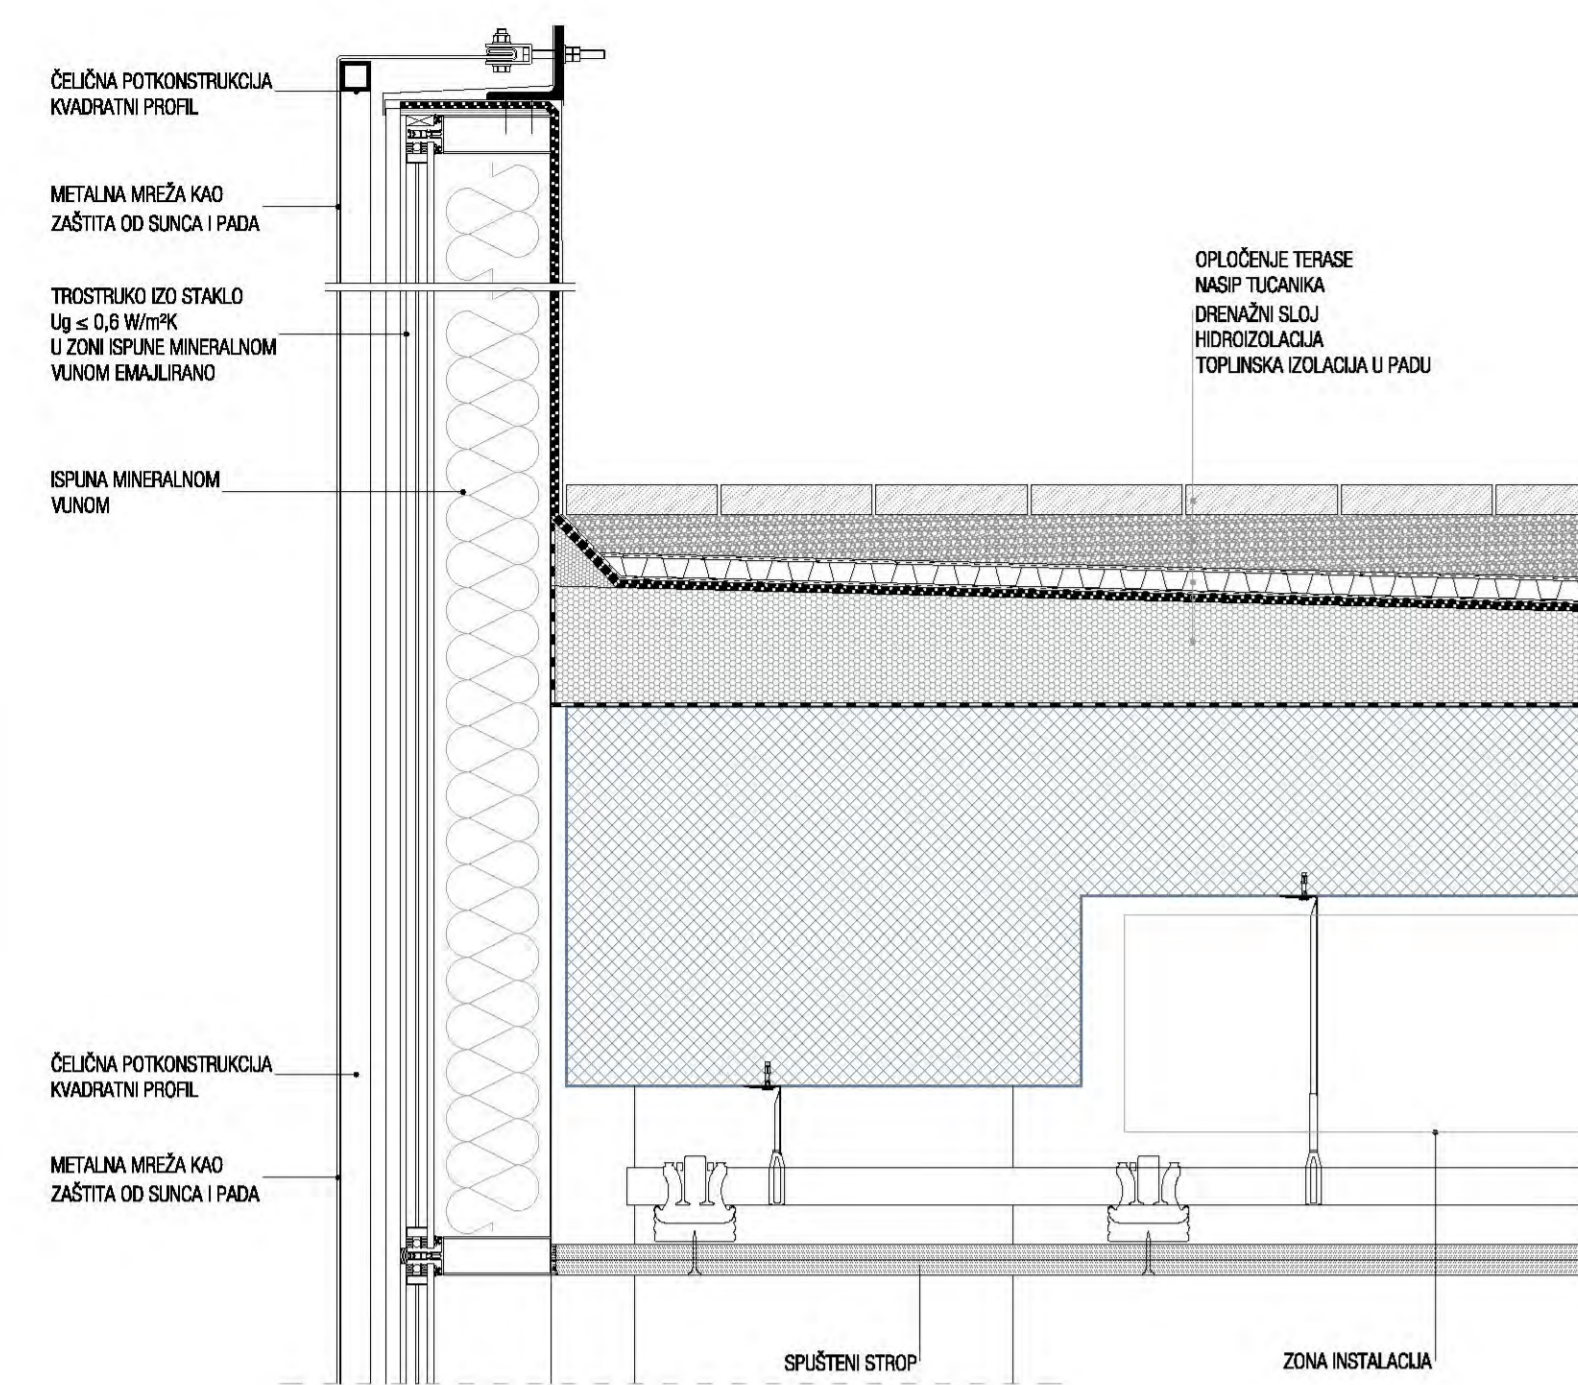 ČELIČNA POTKONSTRUKCIJA
KVADRATNI PROFIL
METALNA MREŽA KAO
ZAŠTITA OD SUNCA I PADA
TROSTRUKO IZO STAKLO
Ug ≤ 0,6 W/m²K
U ZONI ISPUNE MINERALNOM
VUNOM EMAJLIRANO
ISPUNA MINERALNOM
VUNOM
OPLOČENJE TERASE
NASIP TUCANIKA
DRENAŽNI SLOJ
HIDROIZOLACIJA
TOPLINSKA IZOLACIJA U PADU
ČELIČNA POTKONSTRUKCIJA
KVADRATNI PROFIL
METALNA MREŽA KAO
ZAŠTITA OD SUNCA I PADA
SPUŠTENI STROP
ZONA INSTALACIJA